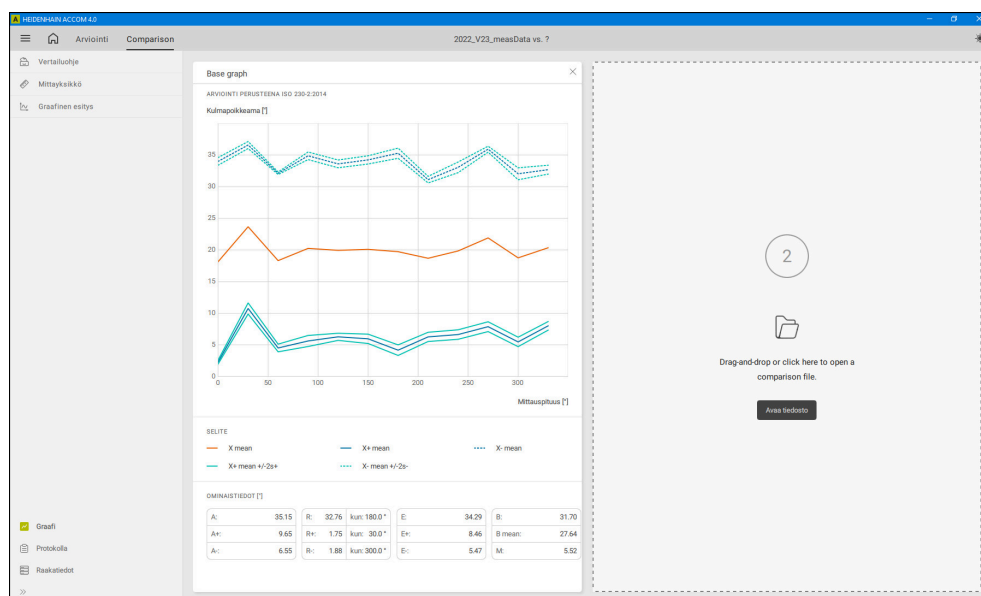 HEIDENHAIN ACCOM 4.0
Arviointi Comparison 2022_V23_measData vs. ?
Vertailuohje
Mittayksikkö
Graafinen esitys
Base graph
ARVIOINTI PERUSTEENA ISO 230-2:2014
Kulmapoikkeama ["]
35
30
25
20
15
10
5
0
0 50 100 150 200 250 300
Mittauspituus [°]
SELITE
X mean X+ mean X- mean
X+ mean +/-2s+ X- mean +/-2s-
OMINAISTIEDOT ["]
A: 35.15 R: 32.76 kun: 180.0 ° E: 34.29 B: 31.70
A+: 9.65 R+: 1.75 kun: 30.0 ° E+: 8.46 B mean: 27.64
A-: 6.55 R-: 1.88 kun: 300.0 ° E-: 5.47 M: 5.52
2
Drag-and-drop or click here to open a
comparison file.
Avaa tiedosto
Graafi
Protokolla
Raakatiedot